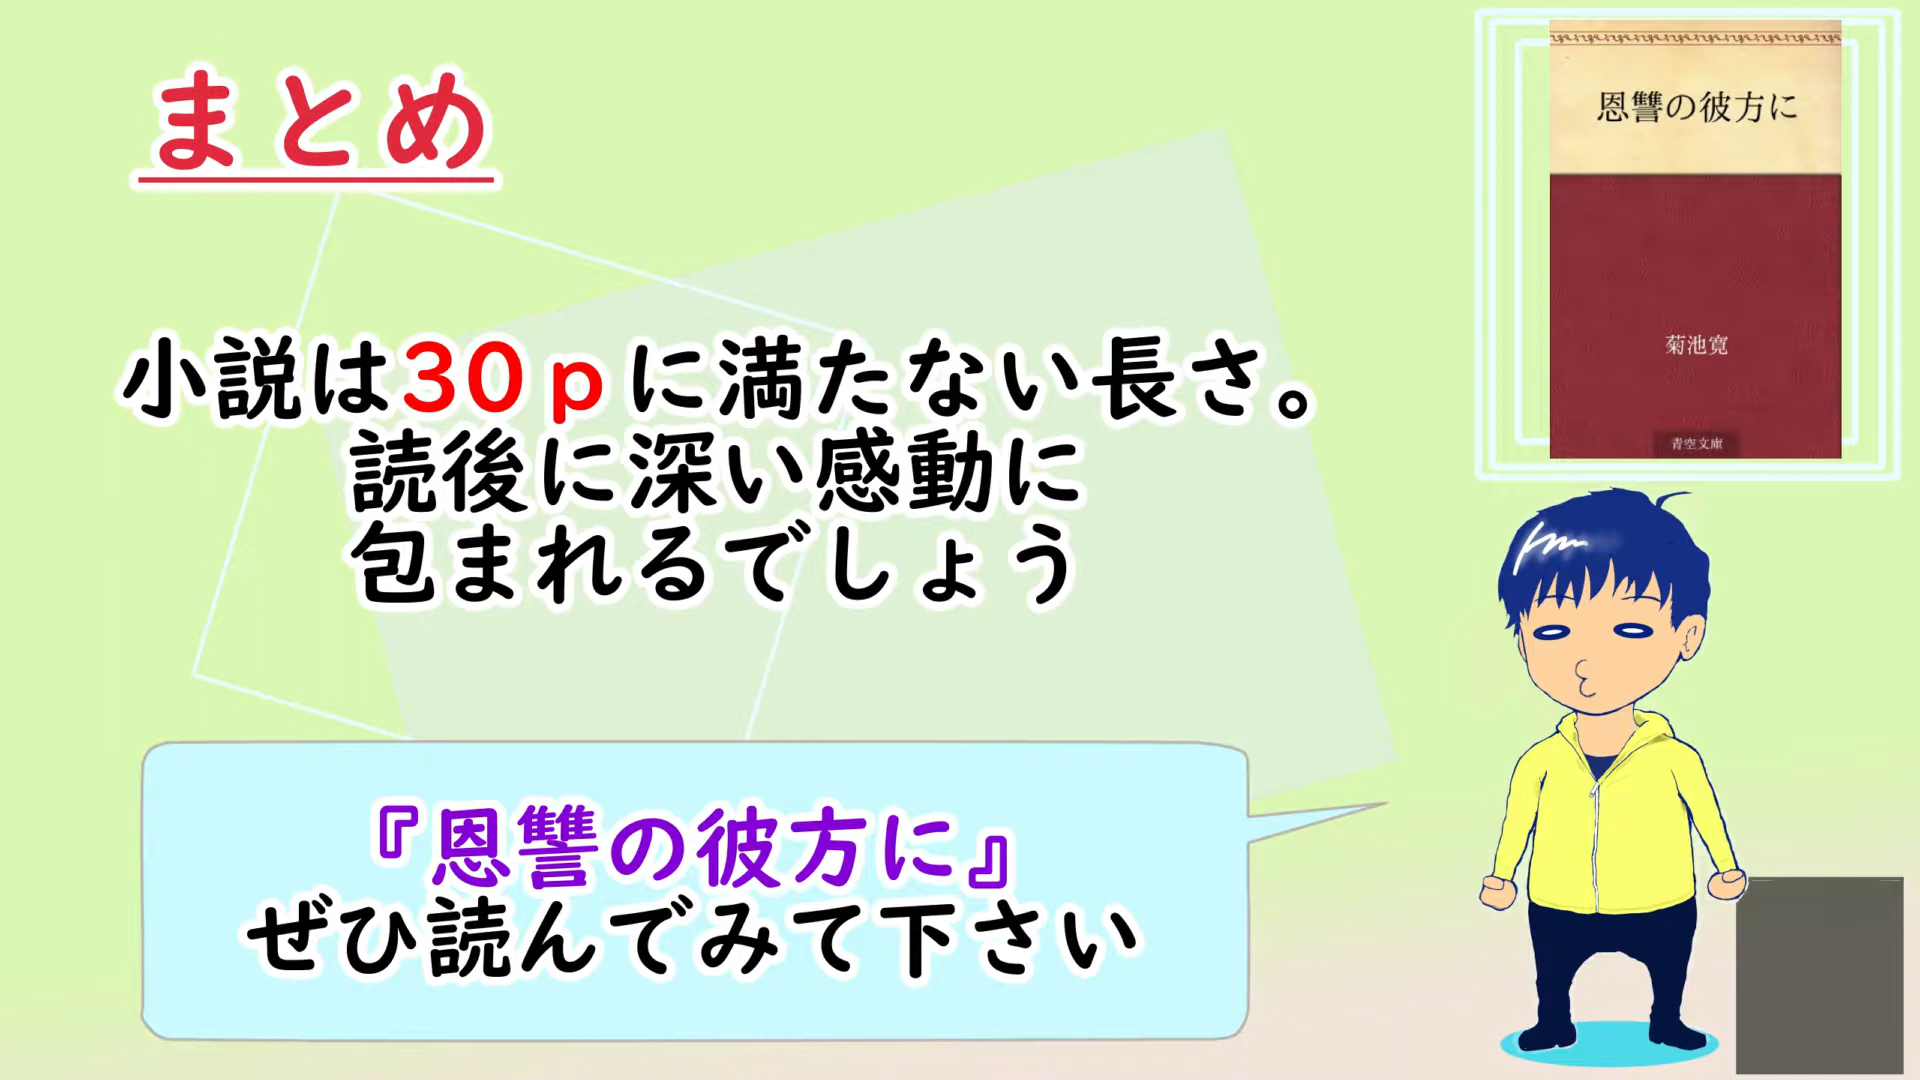 まとめ
小説は30pに満たない長さ。
読後に深い感動に
包まれるでしょう
『恩讐の彼方に』
ぜひ読んでみて下さい
恩讐の彼方に
菊池寛
青空文庫